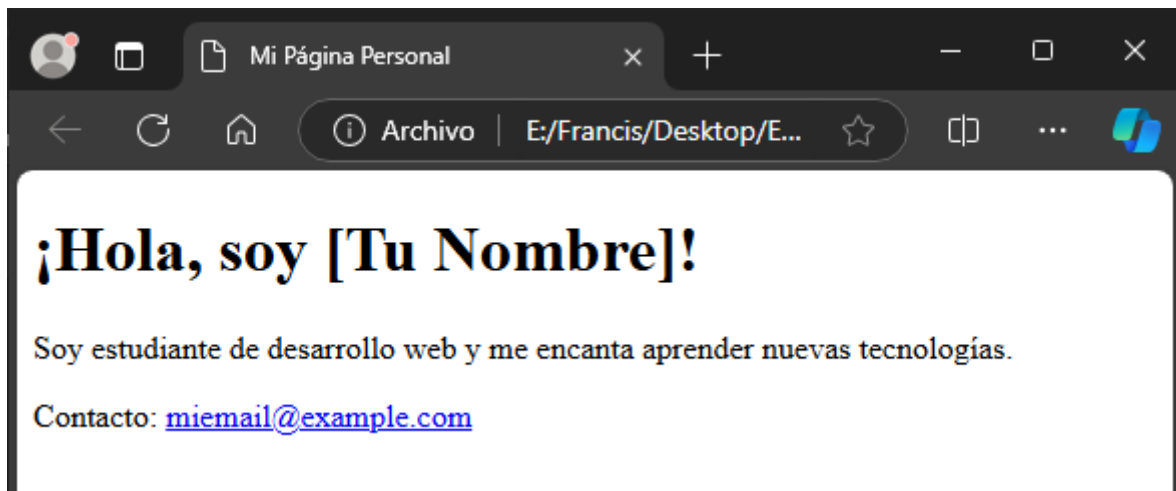 Mi Página Personal
Archivo | E:/Francis/Desktop/E...
¡Hola, soy [Tu Nombre]!
Soy estudiante de desarrollo web y me encanta aprender nuevas tecnologías.
Contacto: miemail@example.com